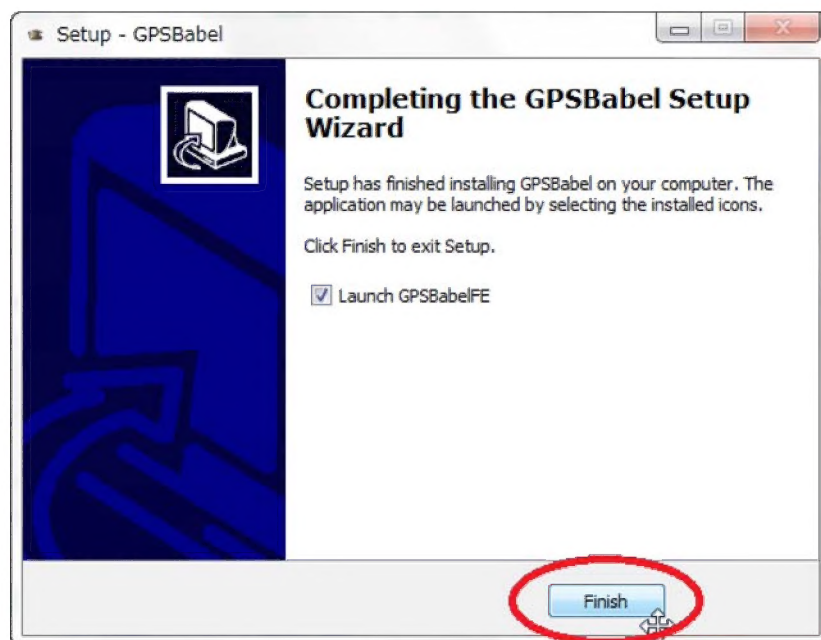 Setup - GPSBabel
Completing the GPSBabel Setup
Wizard
Setup has finished installing GPSBabel on your computer. The
application may be launched by selecting the installed icons.
Click Finish to exit Setup.
Launch GPSBabelFE
Finish